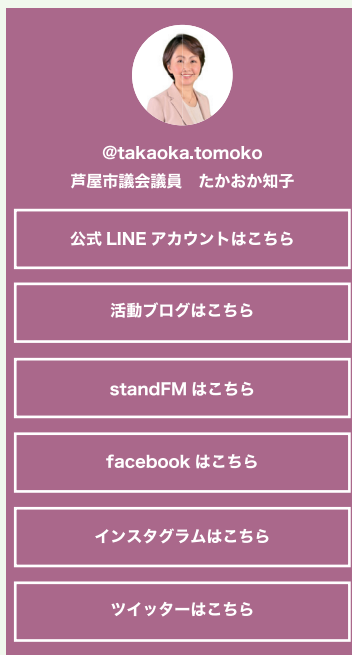 @takaoka.tomoko
芦屋市議会議員　たかおか知子
公式 LINE アカウントはこちら
活動ブログはこちら
standFM はこちら
facebook はこちら
インスタグラムはこちら
ツイッターはこちら